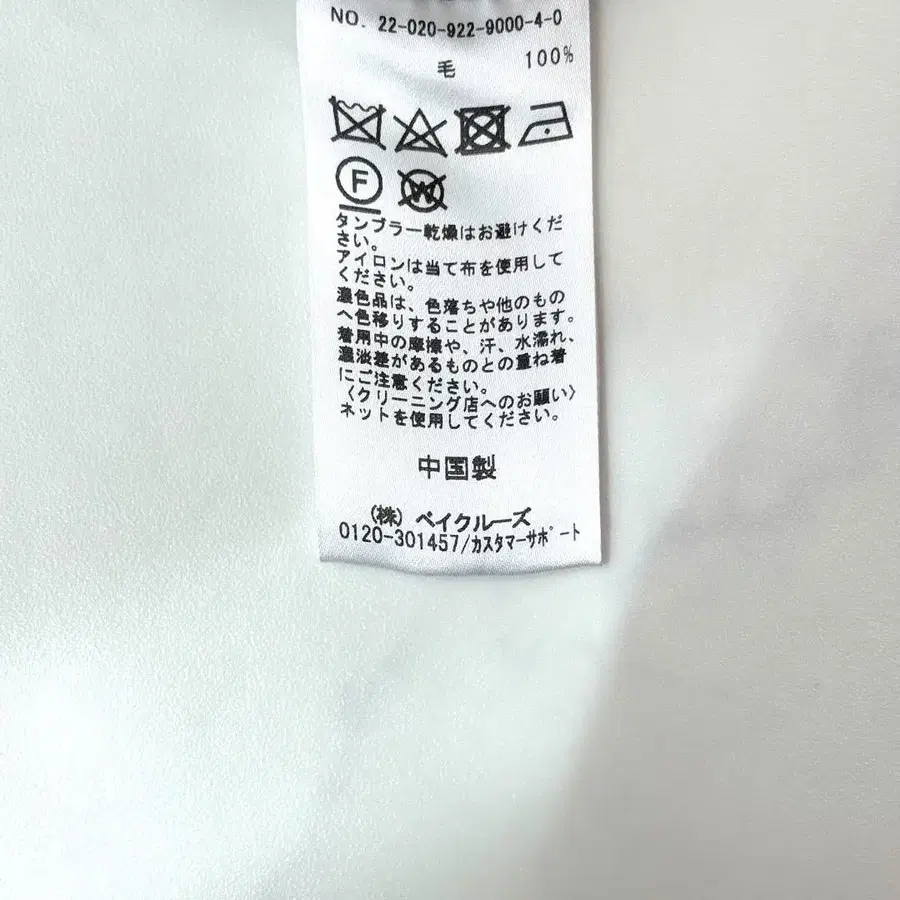 NO. 22-020-922-9000-4-0
毛 100%
F
W
タンブラー乾燥はお避けくだ
さい。
アイロンは当て布を使用して
ください。
濃色品は、色落ちや他のもの
へ色移りすることがあります。
着用中の摩擦や、汗、水濡れ、
濃淡差があるものとの重ね着
にご注意ください。
〈クリーニング店へのお願い〉
ネットを使用してください。
中国製
(株) ベイクルーズ
0120-301457/ｶｽﾀﾏｰｻﾎﾟｰﾄ